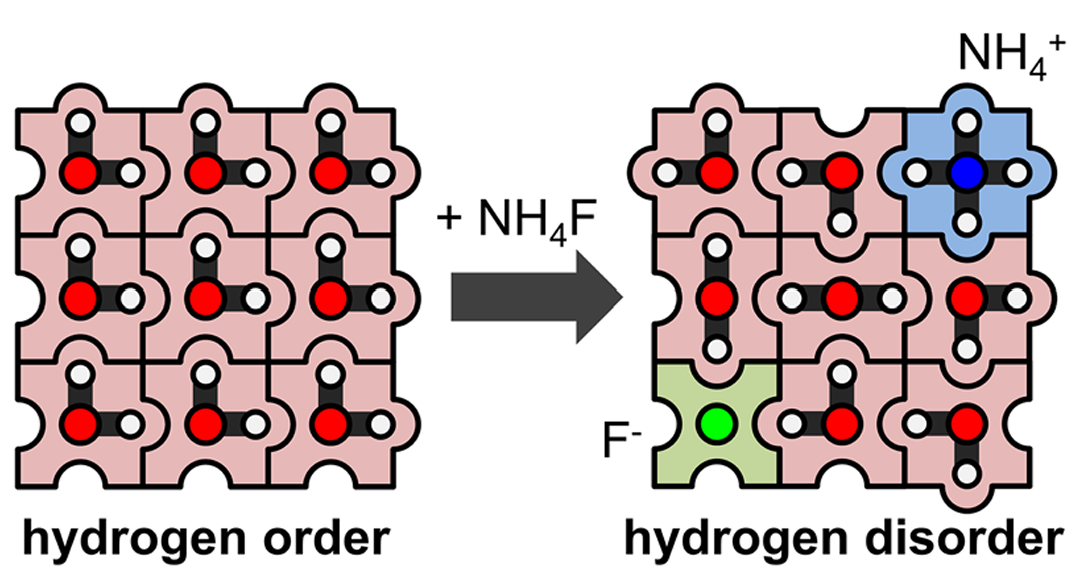 NH₄⁺
+ NH₄F
F⁻
hydrogen order
hydrogen disorder